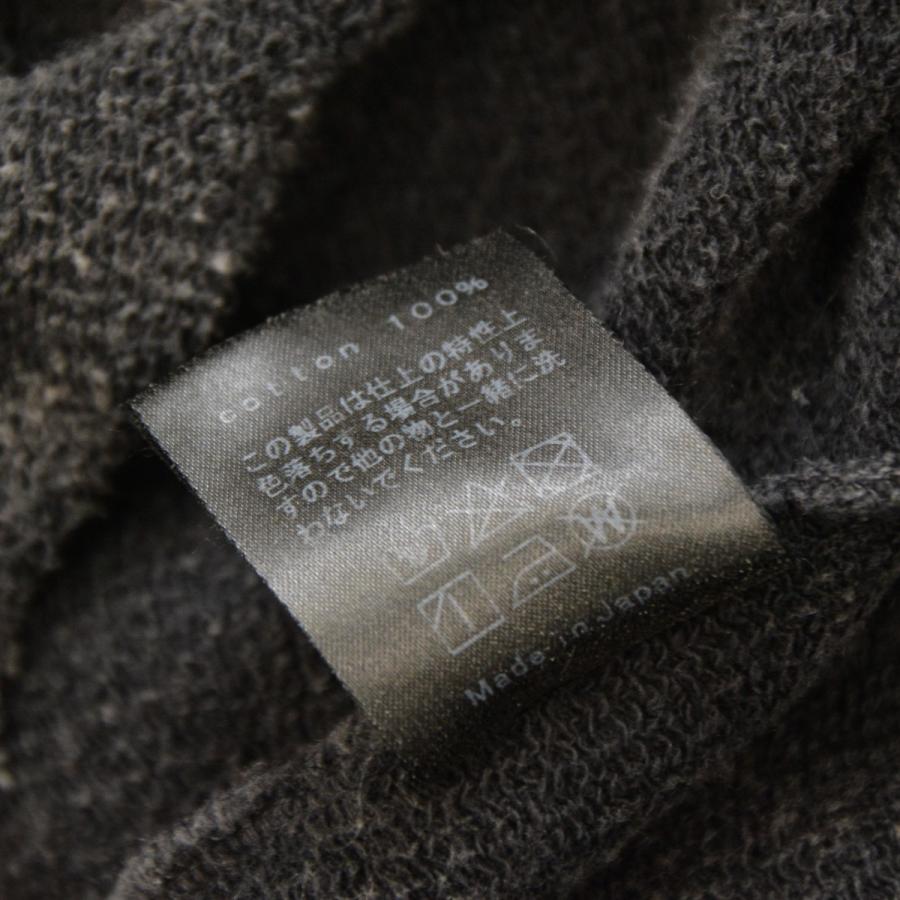 cotton 100%
この製品は仕上の特性上
色落ちする場合がありま
すので他の物と一緒に洗
わないでください。
Made in Japan